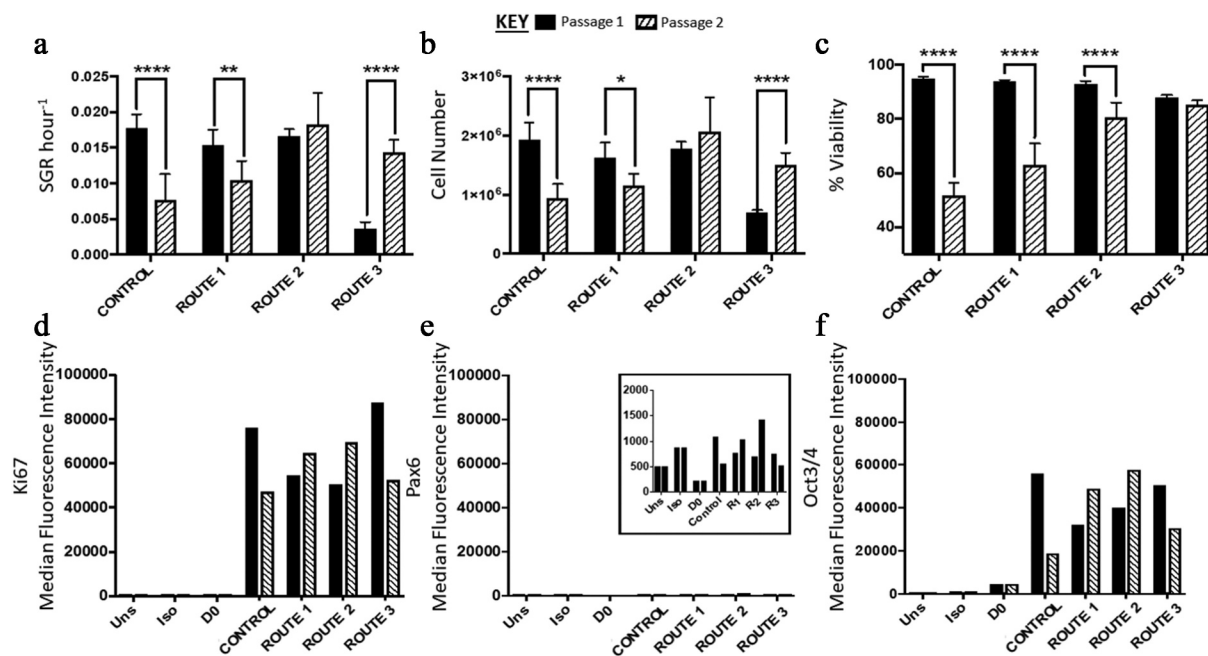 KEY Passage 1 Passage 2
a
SGR hour-1
0.025
0.020
0.015
0.010
0.005
0.000
**** ** ****
CONTROL ROUTE 1 ROUTE 2 ROUTE 3
b
Cell Number
3×10⁶
2×10⁶
1×10⁶
0
**** * ****
CONTROL ROUTE 1 ROUTE 2 ROUTE 3
c
% Viability
100
80
60
40
**** **** ****
CONTROL ROUTE 1 ROUTE 2 ROUTE 3
d
Ki67
Median Fluorescence Intensity
100000
80000
60000
40000
20000
0
Uns Iso D0 CONTROL ROUTE 1 ROUTE 2 ROUTE 3
e
Pax6
Median Fluorescence Intensity
100000
80000
60000
40000
20000
0
2000
1500
1000
500
0
Uns Iso D0 Control R1 R2 R3
Uns Iso D0 CONTROL ROUTE 1 ROUTE 2 ROUTE 3
f
Oct3/4
Median Fluorescence Intensity
100000
80000
60000
40000
20000
0
Uns Iso D0 CONTROL ROUTE 1 ROUTE 2 ROUTE 3